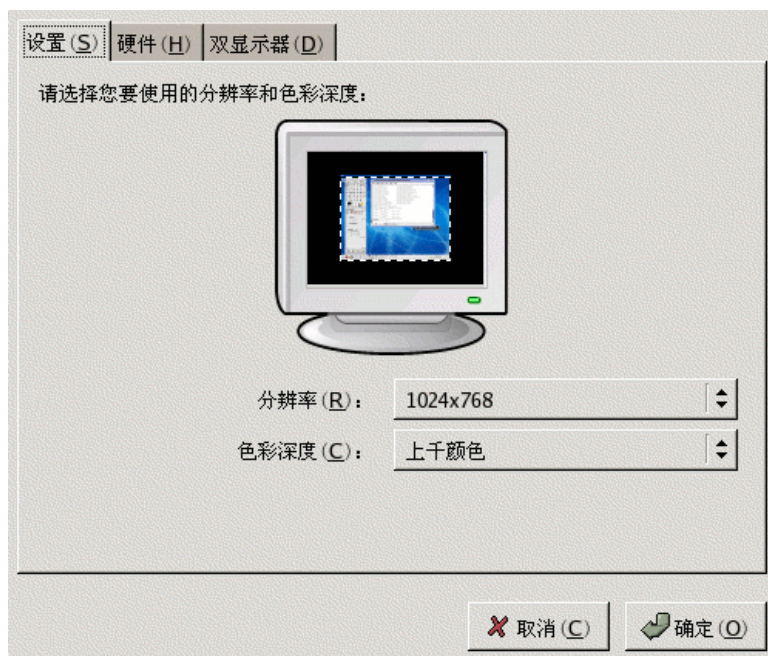 设置(S) 硬件(H) 双显示器(D)
请选择您要使用的分辨率和色彩深度:
分辨率(R): 1024x768
色彩深度(C): 上千颜色
取消(C) 确定(O)